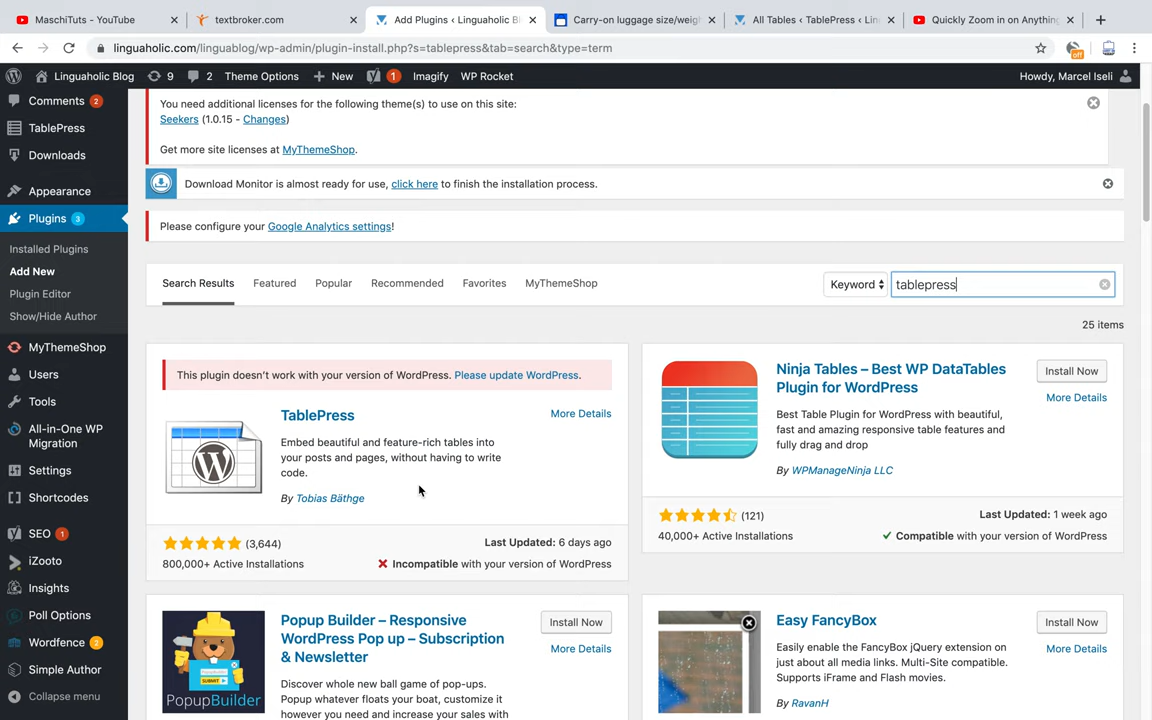 MaschiTuts - YouTube
textbroker.com
Add Plugins ‹ Linguaholic Bl
Carry-on luggage size/weig
All Tables ‹ TablePress ‹ Lin
Quickly Zoom in on Anything
linguaholic.com/linguablog/wp-admin/plugin-install.php?s=tablepress&tab=search&type=term
off
Linguaholic Blog
9
2
Theme Options
New
1
Imagify
WP Rocket
Howdy, Marcel Iseli
Comments 2
TablePress
Downloads
Appearance
Plugins 3
Installed Plugins
Add New
Plugin Editor
Show/Hide Author
MyThemeShop
Users
Tools
All-in-One WP
Migration
Settings
Shortcodes
SEO 1
iZooto
Insights
Poll Options
Wordfence 2
Simple Author
Collapse menu
You need additional licenses for the following theme(s) to use on this site:
Seekers (1.0.15 - Changes)
Get more site licenses at MyThemeShop.
Download Monitor is almost ready for use, click here to finish the installation process.
Please configure your Google Analytics settings!
Search Results
Featured
Popular
Recommended
Favorites
MyThemeShop
Keyword
tablepress
25 items
This plugin doesn't work with your version of WordPress. Please update WordPress.
TablePress
More Details
Embed beautiful and feature-rich tables into
your posts and pages, without having to write
code.
By Tobias Bäthge
(3,644)
Last Updated: 6 days ago
800,000+ Active Installations
Incompatible with your version of WordPress
Ninja Tables – Best WP DataTables
Plugin for WordPress
Install Now
More Details
Best Table Plugin for WordPress with beautiful,
fast and amazing responsive table features and
fully drag and drop
By WPManageNinja LLC
(121)
Last Updated: 1 week ago
40,000+ Active Installations
Compatible with your version of WordPress
PopupBuilder
Popup Builder – Responsive
WordPress Pop up – Subscription
& Newsletter
Install Now
More Details
Discover whole new ball game of pop-ups.
Popup whatever floats your boat, customize it
however you need and increase your sales with
Easy FancyBox
Install Now
More Details
Easily enable the FancyBox jQuery extension on
just about all media links. Multi-Site compatible.
Supports iFrame and Flash movies.
By RavanH